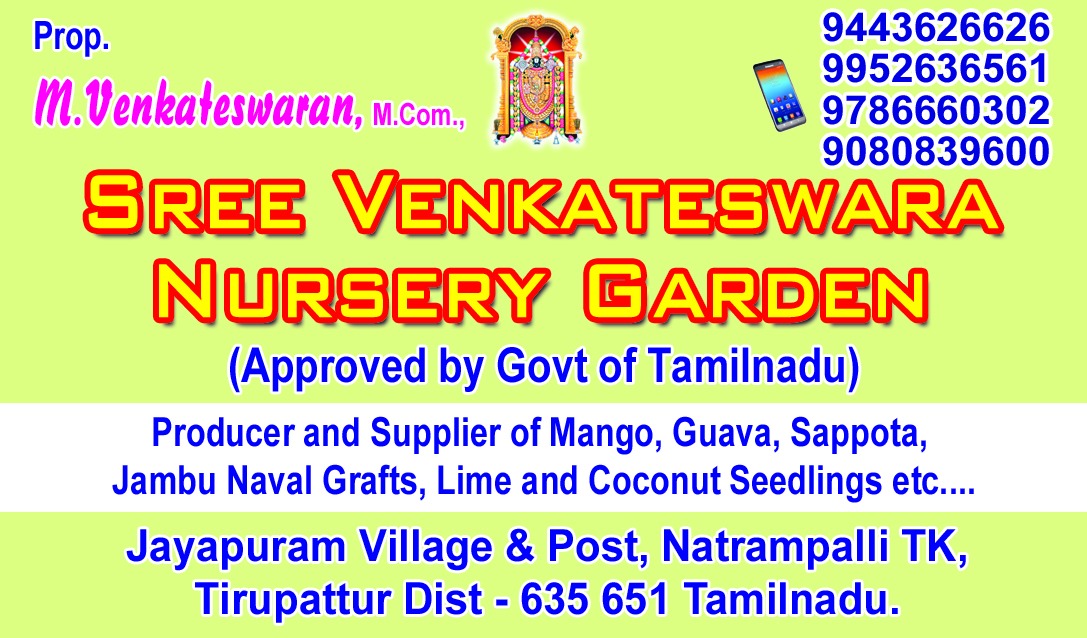 Prop.
M.Venkateswaran, M.Com.,
9443626626
9952636561
9786660302
9080839600
SREE VENKATESWARA
NURSERY GARDEN
(Approved by Govt of Tamilnadu)
Producer and Supplier of Mango, Guava, Sappota,
Jambu Naval Grafts, Lime and Coconut Seedlings etc....
Jayapuram Village & Post, Natrampalli TK,
Tirupattur Dist - 635 651 Tamilnadu.